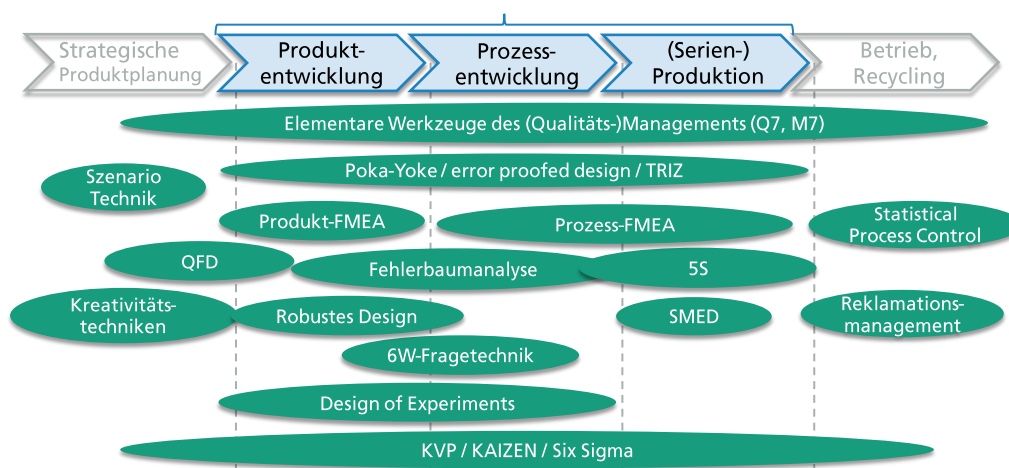 Strategische
Produktplanung
Produkt-
entwicklung
Prozess-
entwicklung
(Serien-)
Produktion
Betrieb,
Recycling
Elementare Werkzeuge des (Qualitäts-)Managements (Q7, M7)
Poka-Yoke / error proofed design / TRIZ
Szenario
Technik
Produkt-FMEA
Prozess-FMEA
Statistical
Process Control
QFD
Fehlerbaumanalyse
5S
Kreativitäts-
techniken
Robustes Design
SMED
Reklamations-
management
6W-Fragetechnik
Design of Experiments
KVP / KAIZEN / Six Sigma